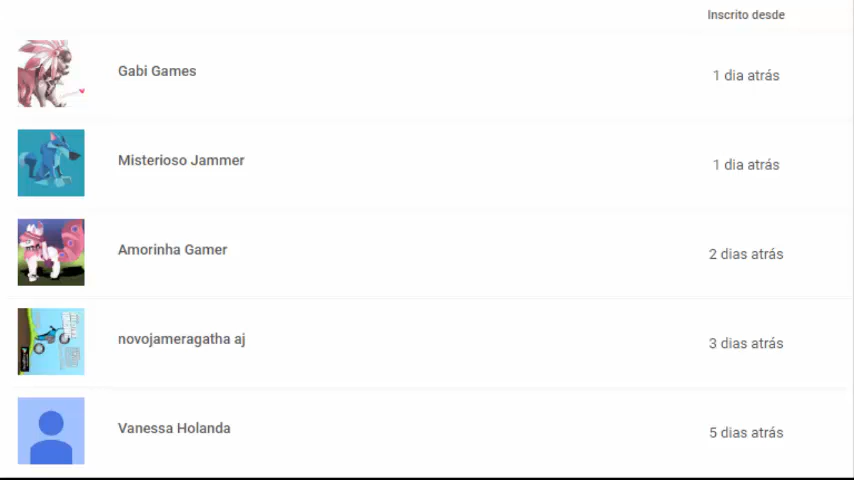 Inscrito desde
Gabi Games
1 dia atrás
Misterioso Jammer
1 dia atrás
Amorinha Gamer
2 dias atrás
novojameragatha aj
3 dias atrás
Vanessa Holanda
5 dias atrás